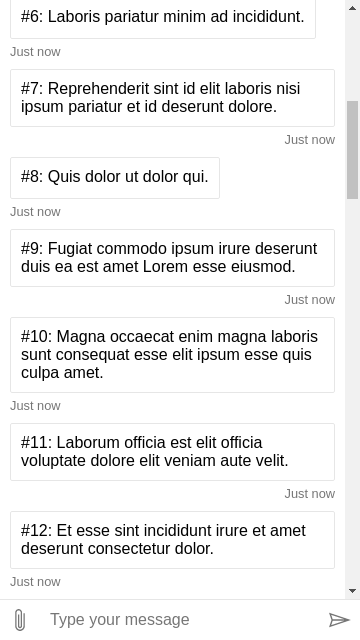 #6: Laboris pariatur minim ad incididunt.
Just now
#7: Reprehenderit sint id elit laboris nisi
ipsum pariatur et id deserunt dolore.
Just now
#8: Quis dolor ut dolor qui.
Just now
#9: Fugiat commodo ipsum irure deserunt
duis ea est amet Lorem esse eiusmod.
Just now
#10: Magna occaecat enim magna laboris
sunt consequat esse elit ipsum esse quis
culpa amet.
Just now
#11: Laborum officia est elit officia
voluptate dolore elit veniam aute velit.
Just now
#12: Et esse sint incididunt irure et amet
deserunt consectetur dolor.
Just now
Type your message